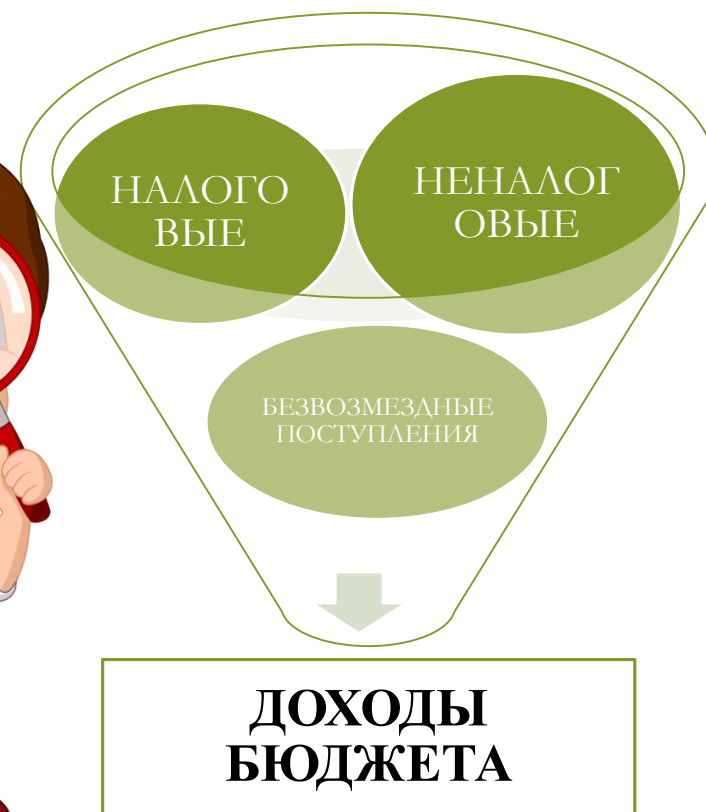 НАЛОГО
ВЫЕ
НЕНАЛОГ
ОВЫЕ
БЕЗВОЗМЕЗДНЫЕ
ПОСТУПЛЕНИЯ
ДОХОДЫ
БЮДЖЕТА